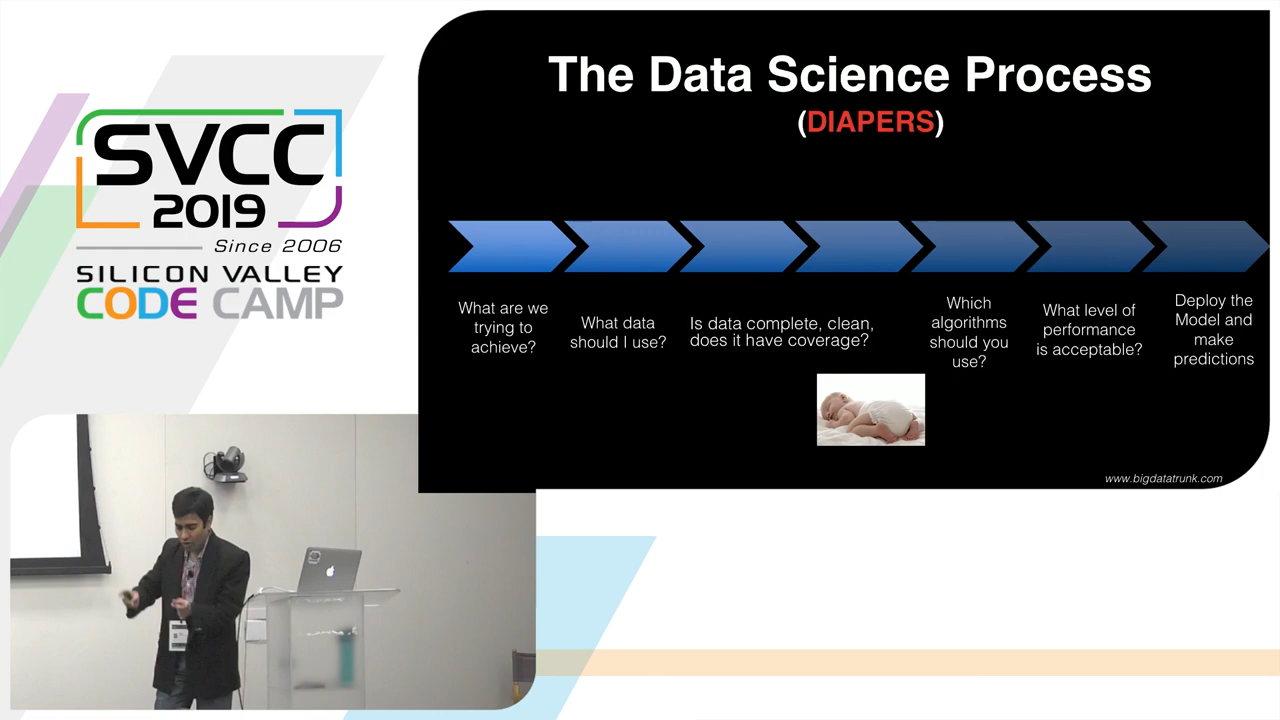 SVCC
2019
Since 2006
SILICON VALLEY
CODE CAMP
The Data Science Process
(DIAPERS)
What are we
trying to
achieve?
What data
should I use?
Is data complete, clean,
does it have coverage?
Which
algorithms
should you
use?
What level of
performance
is acceptable?
Deploy the
Model and
make
predictions
www.bigdatatrunk.com